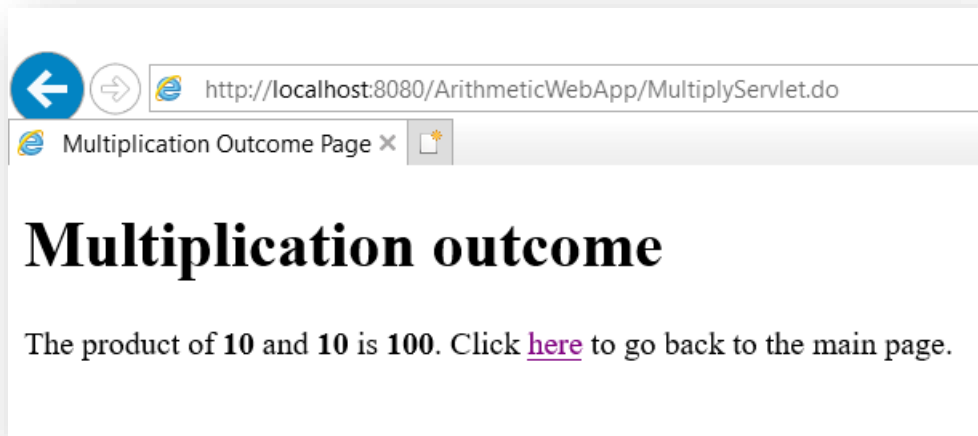 http://localhost:8080/ArithmeticWebApp/MultiplyServlet.do
Multiplication Outcome Page
Multiplication outcome
The product of 10 and 10 is 100. Click here to go back to the main page.